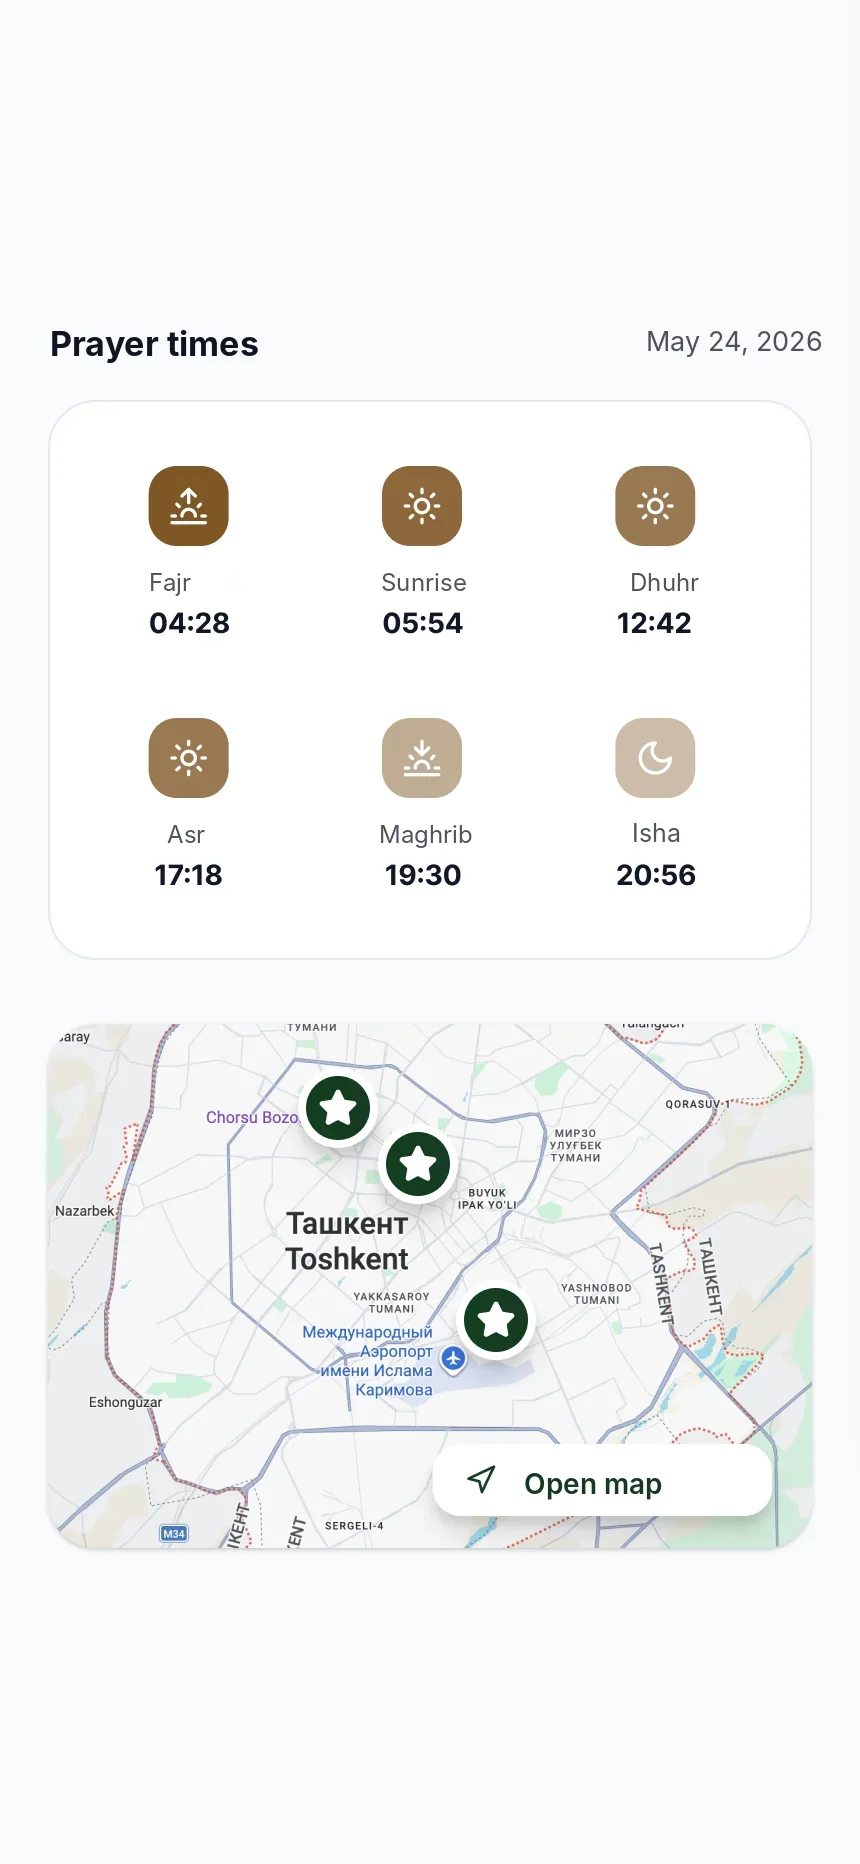 Prayer times
May 24, 2026
Fajr
04:28
Sunrise
05:54
Dhuhr
12:42
Asr
17:18
Maghrib
19:30
Isha
20:56
ТУМАНИ
Chorsu Bozo
QORASUV-1
МИРЗО
УЛУҒБЕК
ТУМАНИ
Nazarbek
BUYUK
IPAK YO'LI
Ташкент
Toshkent
TASHKENT
ТАШКЕНТ
YAKKASAROY
TUMANI
YASHNOBOD
TUMANI
Международный
Аэропорт
имени Ислама
Каримова
Eshonguzar
Open map
M34
SERGELI-4